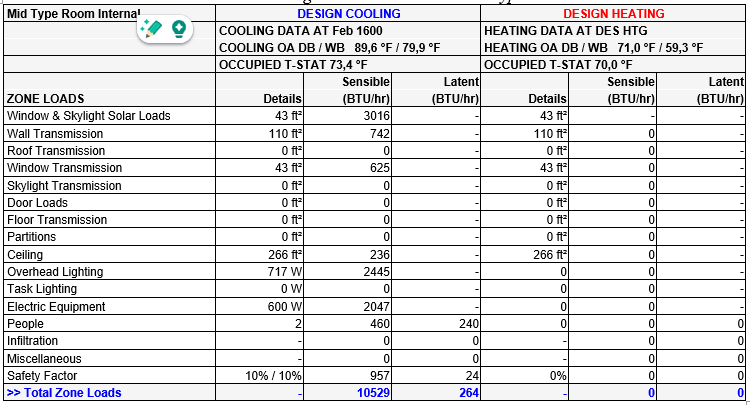 Mid Type Room Internal DESIGN COOLING DESIGN HEATING
COOLING DATA AT Feb 1600 HEATING DATA AT DES HTG
COOLING OA DB / WB 89,6 °F / 79,9 °F HEATING OA DB / WB 71,0 °F / 59,3 °F
OCCUPIED T-STAT 73,4 °F OCCUPIED T-STAT 70,0 °F
Sensible Latent Sensible Latent
ZONE LOADS Details (BTU/hr) (BTU/hr) Details (BTU/hr) (BTU/hr)
Window & Skylight Solar Loads 43 ft² 3016 - 43 ft² - -
Wall Transmission 110 ft² 742 - 110 ft² 0 -
Roof Transmission 0 ft² 0 - 0 ft² 0 -
Window Transmission 43 ft² 625 - 43 ft² 0 -
Skylight Transmission 0 ft² 0 - 0 ft² 0 -
Door Loads 0 ft² 0 - 0 ft² 0 -
Floor Transmission 0 ft² 0 - 0 ft² 0 -
Partitions 0 ft² 0 - 0 ft² 0 -
Ceiling 266 ft² 236 - 266 ft² 0 -
Overhead Lighting 717 W 2445 - 0 0 -
Task Lighting 0 W 0 - 0 0 -
Electric Equipment 600 W 2047 - 0 0 -
People 2 460 240 0 0 0
Infiltration - 0 0 - 0 0
Miscellaneous - 0 0 - 0 0
Safety Factor 10% / 10% 957 24 0% 0 0
>> Total Zone Loads - 10529 264 - 0 0